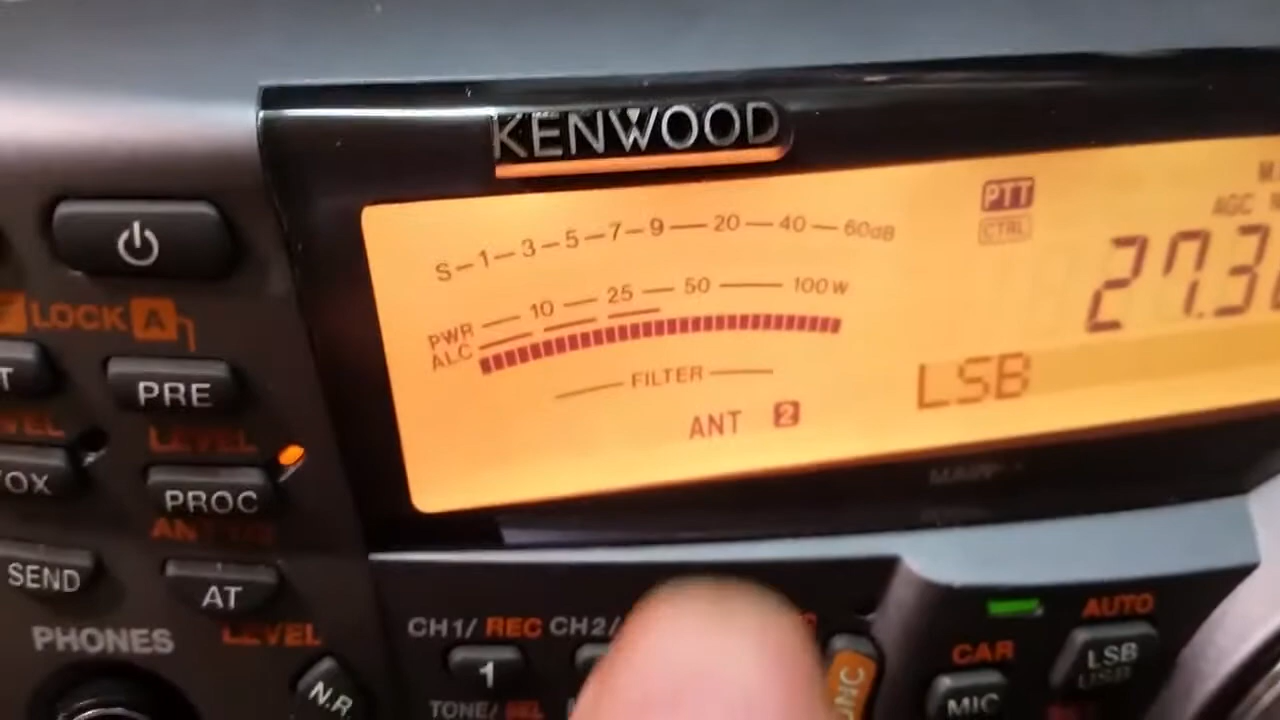 KENWOOD
S 1 3 5 7 9 20 40 60dB
PTT
CTRL
AGC
27.3
PWR 10 25 50 100W
ALC
FILTER
ANT 2
LSB
LOCK A
PRE
LEVEL
PROC
SEND
AT
PHONES
LEVEL
N.R.
CH1/ REC CH2/
1
TONE/
AUTO
CAR
LSB
USB
MIC